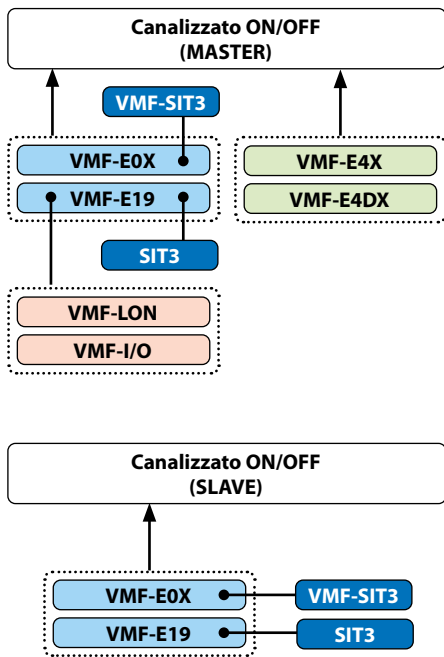 Canalizzato ON/OFF
(MASTER)
VMF-SIT3
VMF-E0X
VMF-E19
VMF-E4X
VMF-E4DX
SIT3
VMF-LON
VMF-I/O
Canalizzato ON/OFF
(SLAVE)
VMF-E0X
VMF-SIT3
VMF-E19
SIT3